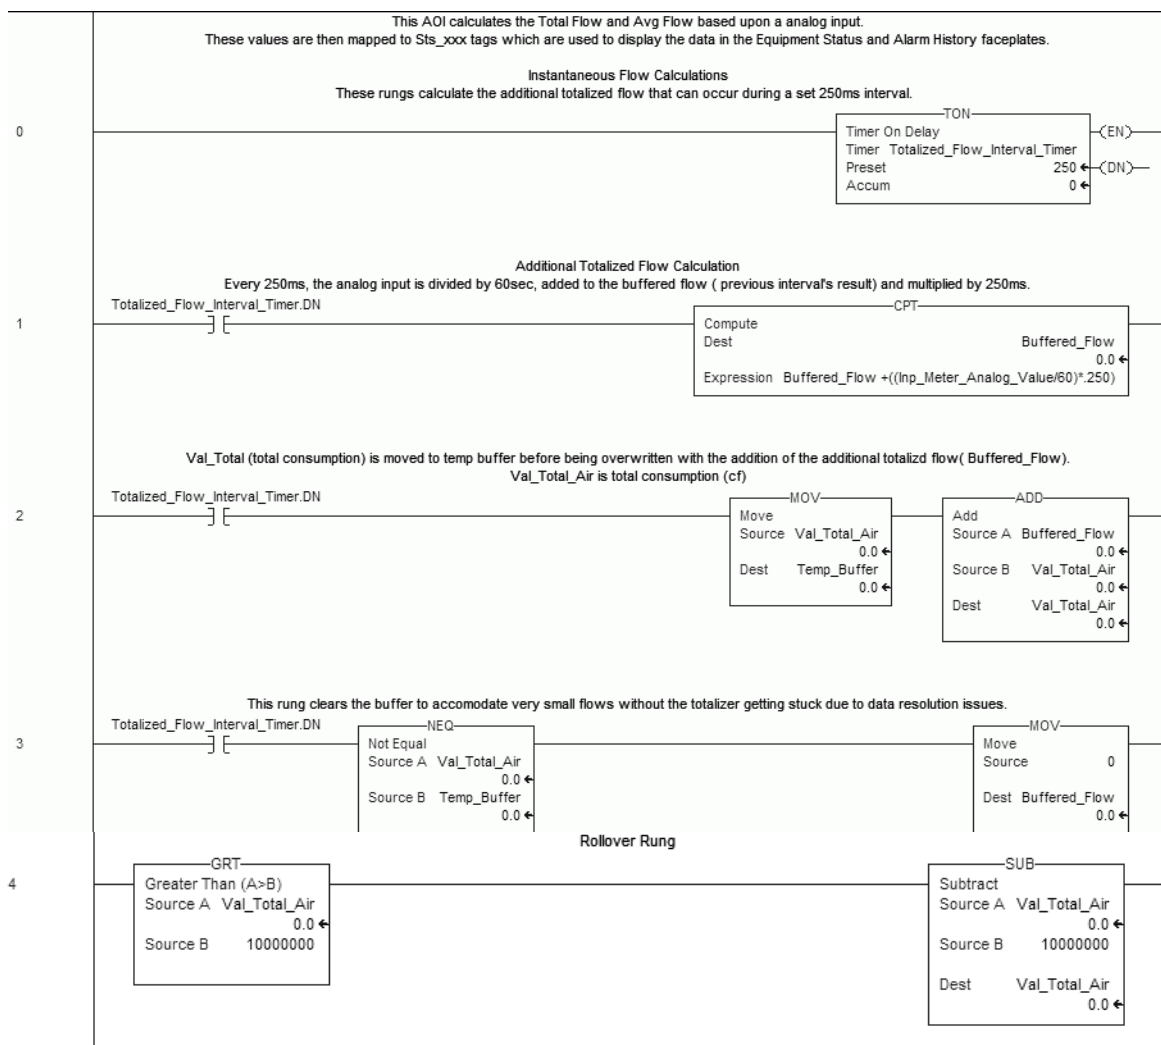 This AOI calculates the Total Flow and Avg Flow based upon a analog input.
These values are then mapped to Sts_xxx tags which are used to display the data in the Equipment Status and Alarm History faceplates.
Instantaneous Flow Calculations
These rungs calculate the additional totalized flow that can occur during a set 250ms interval.
0
TON
Timer On Delay
Timer Totalized_Flow_Interval_Timer
Preset 250
Accum 0
EN
DN
Additional Totalized Flow Calculation
Every 250ms, the analog input is divided by 60sec, added to the buffered flow ( previous interval's result) and multiplied by 250ms.
1
Totalized_Flow_Interval_Timer.DN
CPT
Compute
Dest Buffered_Flow
0.0
Expression Buffered_Flow +((Inp_Meter_Analog_Value/60)*.250)
Val_Total (total consumption) is moved to temp buffer before being overwritten with the addition of the additional totalizd flow( Buffered_Flow).
Val_Total_Air is total consumption (cf)
2
Totalized_Flow_Interval_Timer.DN
MOV
Move
Source Val_Total_Air
0.0
Dest Temp_Buffer
0.0
ADD
Add
Source A Buffered_Flow
0.0
Source B Val_Total_Air
0.0
Dest Val_Total_Air
0.0
This rung clears the buffer to accomodate very small flows without the totalizer getting stuck due to data resolution issues.
3
Totalized_Flow_Interval_Timer.DN
NEQ
Not Equal
Source A Val_Total_Air
0.0
Source B Temp_Buffer
0.0
MOV
Move
Source 0
Dest Buffered_Flow
0.0
Rollover Rung
4
GRT
Greater Than (A>B)
Source A Val_Total_Air
0.0
Source B 10000000
SUB
Subtract
Source A Val_Total_Air
0.0
Source B 10000000
Dest Val_Total_Air
0.0